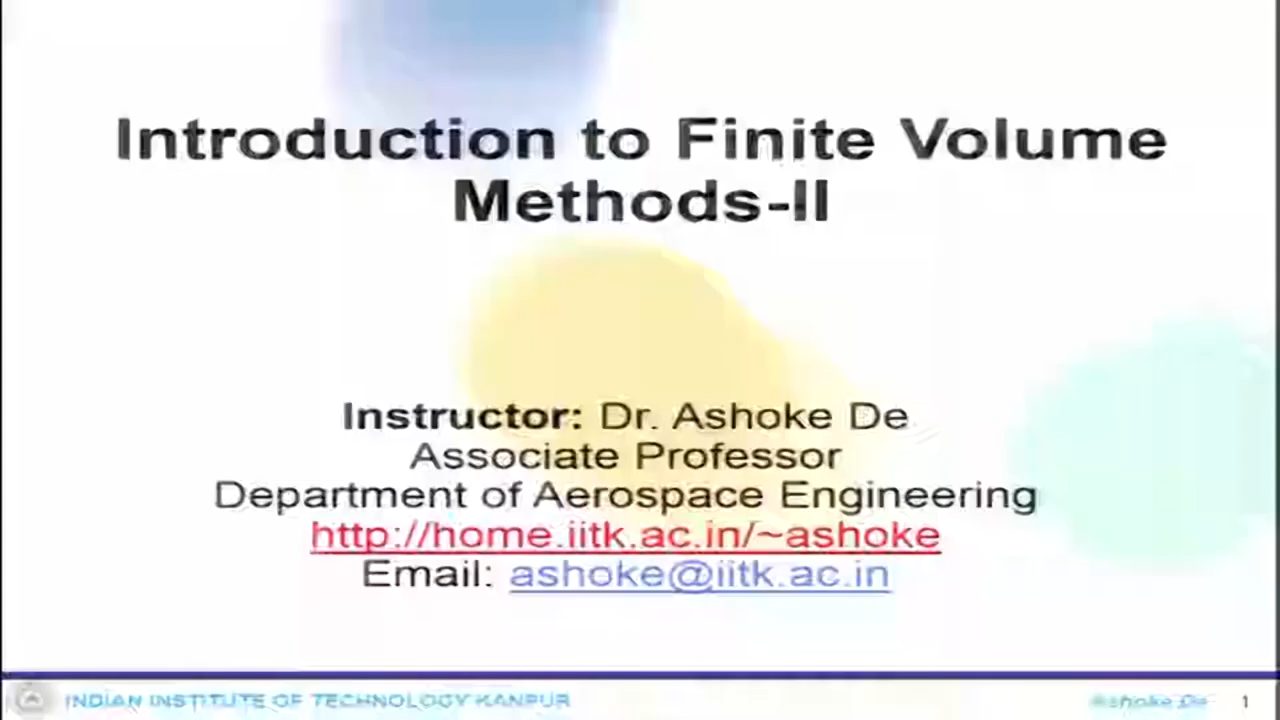 Introduction to Finite Volume
Methods-II
Instructor: Dr. Ashoke De
Associate Professor
Department of Aerospace Engineering
http://home.iitk.ac.in/~ashoke
Email: ashoke@iitk.ac.in
INDIAN INSTITUTE OF TECHNOLOGY KANPUR
Ashoke De
1